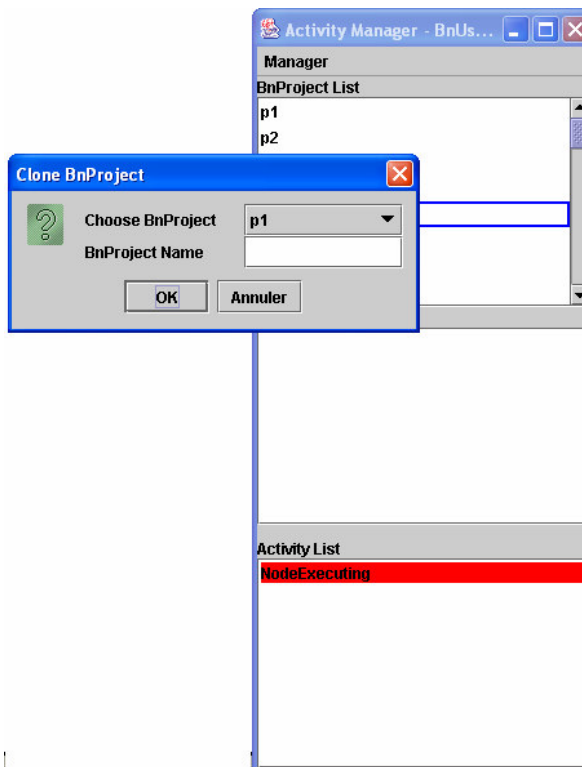 Activity Manager - BnUs...
Manager
BnProject List
p1
p2
Clone BnProject
Choose BnProject p1
BnProject Name
OK Annuler
Activity List
NodeExecuting